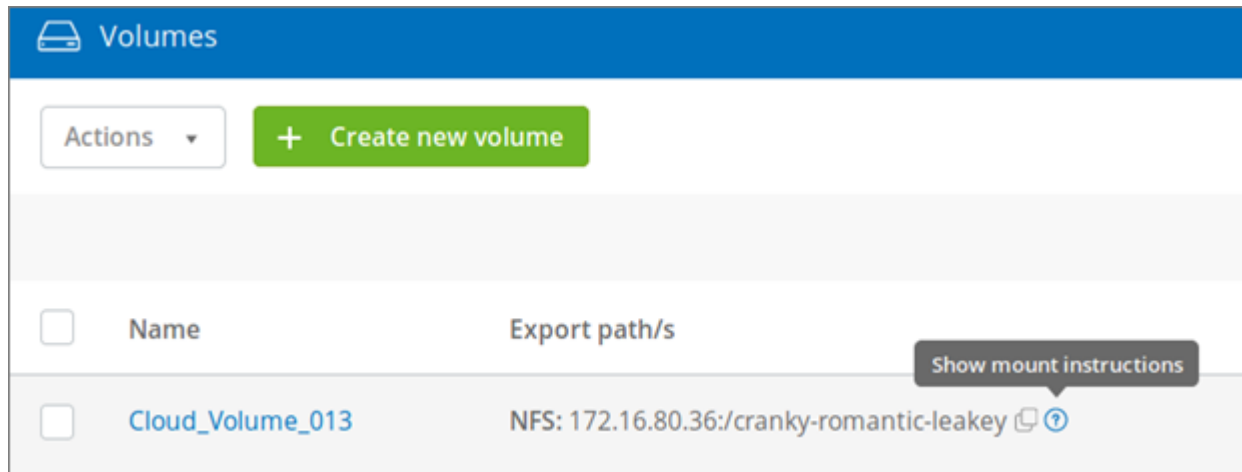 Volumes
Actions
+ Create new volume
Name Export path/s
Show mount instructions
Cloud_Volume_013 NFS: 172.16.80.36:/cranky-romantic-leakey